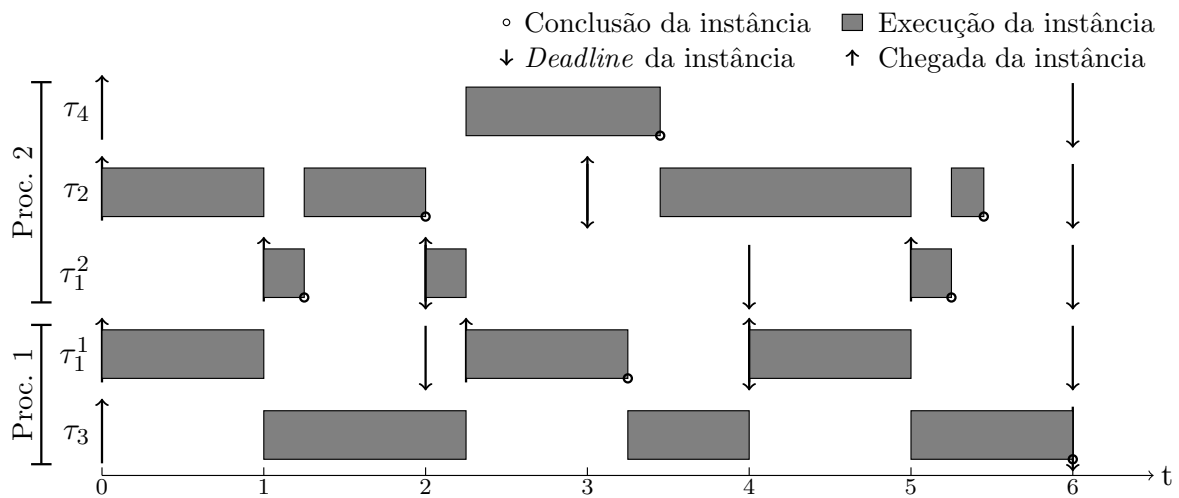 Conclusão da instância
Execução da instância
Deadline da instância
Chegada da instância
Proc. 2
τ4
τ2
τ1^2
Proc. 1
τ1^1
τ3
0 1 2 3 4 5 6 t